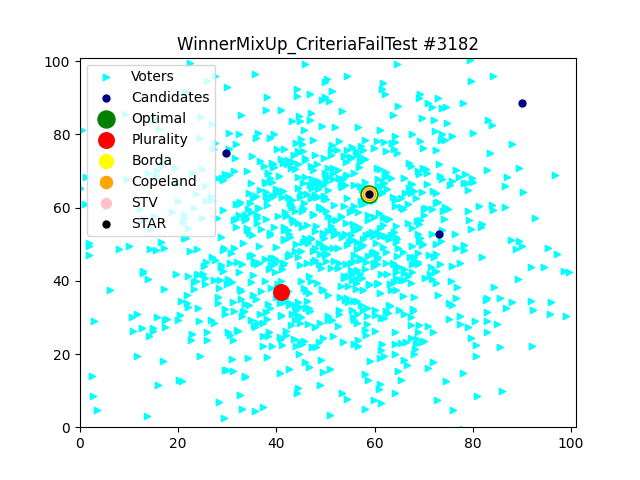 WinnerMixUp_CriteriaFailTest #3182
100
80
60
40
20
0
Voters
Candidates
Optimal
Plurality
Borda
Copeland
STV
STAR
0 20 40 60 80 100